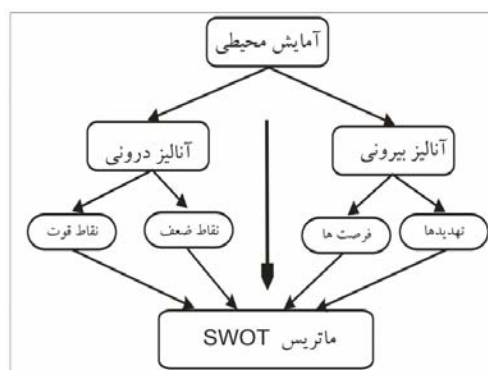 آمایش محیطی
آنالیز بیرونی
آنالیز درونی
تهدیدها
فرصت ها
نقاط ضعف
نقاط قوت
ماتریس SWOT